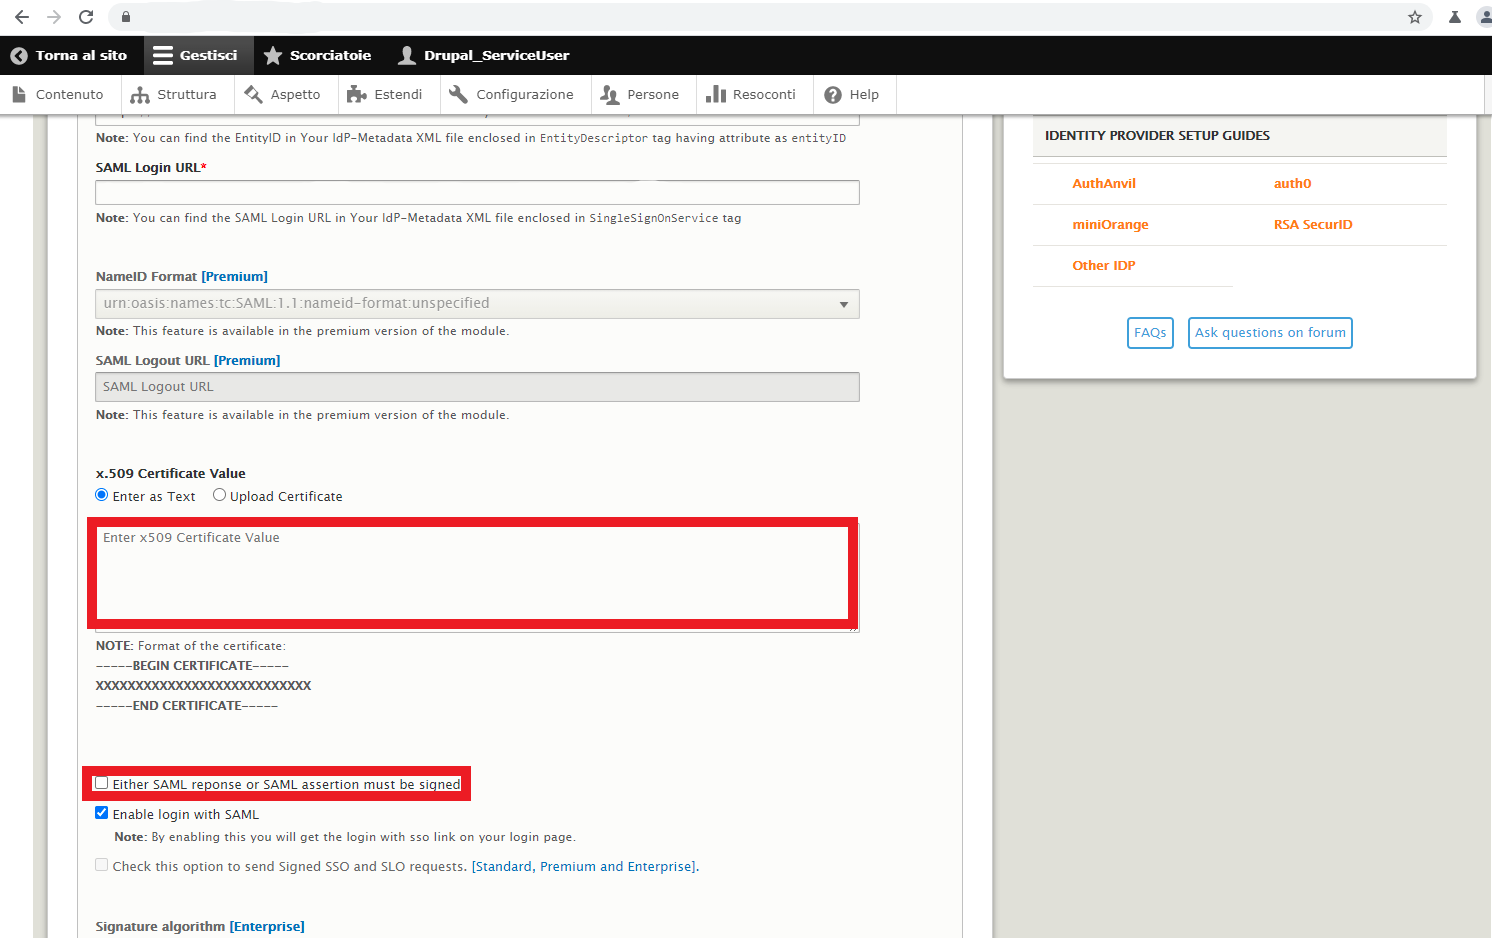 Torna al sito
Gestisci
Scorciatoie
Drupal_ServiceUser
Contenuto
Struttura
Aspetto
Estendi
Configurazione
Persone
Resoconti
Help
Note: You can find the EntityID in Your IdP-Metadata XML file enclosed in EntityDescriptor tag having attribute as entityID
SAML Login URL*
Note: You can find the SAML Login URL in Your IdP-Metadata XML file enclosed in SingleSignOnService tag
NameID Format [Premium]
urn:oasis:names:tc:SAML:1.1:nameid-format:unspecified
Note: This feature is available in the premium version of the module.
SAML Logout URL [Premium]
SAML Logout URL
Note: This feature is available in the premium version of the module.
x.509 Certificate Value
Enter as Text
Upload Certificate
Enter x509 Certificate Value
NOTE: Format of the certificate:
-----BEGIN CERTIFICATE-----
XXXXXXXXXXXXXXXXXXXXXXXXXXX
-----END CERTIFICATE-----
Either SAML reponse or SAML assertion must be signed
Enable login with SAML
Note: By enabling this you will get the login with sso link on your login page.
Check this option to send Signed SSO and SLO requests. [Standard, Premium and Enterprise].
Signature algorithm [Enterprise]
IDENTITY PROVIDER SETUP GUIDES
AuthAnvil
auth0
miniOrange
RSA SecurID
Other IDP
FAQs
Ask questions on forum